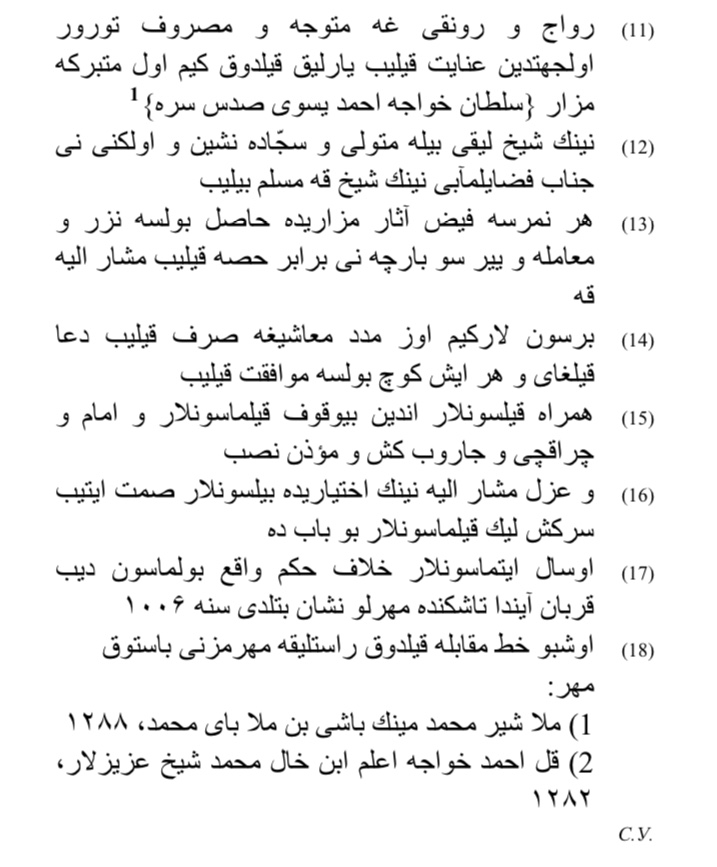 (11) رواج و رونقی غه متوجه و مصروف تورور
اولجهتدین عنایت قیلیب یارلیق قیلدوق کیم اول متبرکه
مزار {سلطان خواجه احمد یسوی صدس سره}1
(12) نینك شیخ لیقی بیله متولی و سجّاده نشین و اولکنی نی
جناب فضایلمآبی نینك شیخ قه مسلم بیلیب
(13) هر نمرسه فیض آثار مزاریده حاصل بولسه نزر و
معامله و ییر سو بارچه نی برابر حصه قیلیب مشار الیه
قه
(14) برسون لارکیم اوز مدد معاشیغه صرف قیلیب دعا
قیلغای و هر ایش کوچ بولسه موافقت قیلیب
(15) همراه قیلسونلار اندین بیوقوف قیلماسونلار و امام و
چراقچی و جاروب کش و مؤذن نصب
(16) و عزل مشار الیه نینك اختیاریده بیلسونلار صمت ایتیب
سرکش لیك قیلماسونلار بو باب ده
(17) اوسال ایتماسونلار خلاف حکم واقع بولماسون دیب
قربان آیندا تاشکنده مهرلو نشان بتلدی سنه ۱۰۰۶
(18) اوشبو خط مقابله قیلدوق راستلیقه مهرمزنی باستوق
مهر:
1) ملا شیر محمد مینك باشی بن ملا بای محمد، ۱۲۸۸
2) قل احمد خواجه اعلم ابن خال محمد شیخ عزیزلار،
۱۲۸۲
С.У.